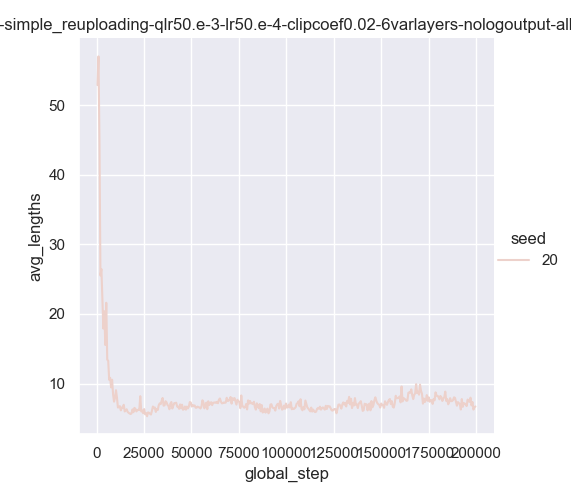 -simple_reuploading-qlr50.e-3-lr50.e-4-clipcoef0.02-6varlayers-nologoutput-all
50
40
30
20
10
avg_lengths
0 25000 50000 75000 100000 125000 150000 175000 200000
global_step
seed
20